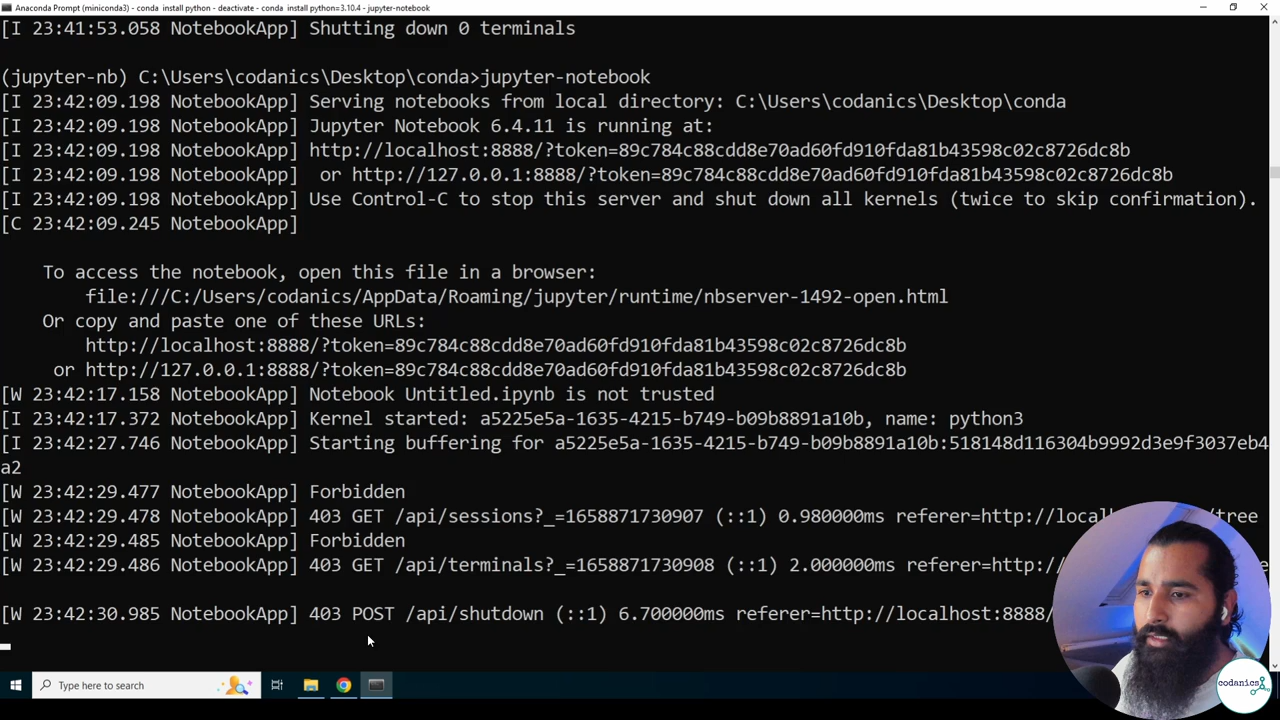 Anaconda Prompt (miniconda3) - conda install python - deactivate - conda install python=3.10.4 - jupyter-notebook
[I 23:41:53.058 NotebookApp] Shutting down 0 terminals
(jupyter-nb) C:\Users\codanics\Desktop\conda>jupyter-notebook
[I 23:42:09.198 NotebookApp] Serving notebooks from local directory: C:\Users\codanics\Desktop\conda
[I 23:42:09.198 NotebookApp] Jupyter Notebook 6.4.11 is running at:
[I 23:42:09.198 NotebookApp] http://localhost:8888/?token=89c784c88cdd8e70ad60fd910fda81b43598c02c8726dc8b
[I 23:42:09.198 NotebookApp]  or http://127.0.0.1:8888/?token=89c784c88cdd8e70ad60fd910fda81b43598c02c8726dc8b
[I 23:42:09.198 NotebookApp] Use Control-C to stop this server and shut down all kernels (twice to skip confirmation).
[C 23:42:09.245 NotebookApp]
To access the notebook, open this file in a browser:
file:///C:/Users/codanics/AppData/Roaming/jupyter/runtime/nbserver-1492-open.html
Or copy and paste one of these URLs:
http://localhost:8888/?token=89c784c88cdd8e70ad60fd910fda81b43598c02c8726dc8b
or http://127.0.0.1:8888/?token=89c784c88cdd8e70ad60fd910fda81b43598c02c8726dc8b
[W 23:42:17.158 NotebookApp] Notebook Untitled.ipynb is not trusted
[I 23:42:17.372 NotebookApp] Kernel started: a5225e5a-1635-4215-b749-b09b8891a10b, name: python3
[I 23:42:27.746 NotebookApp] Starting buffering for a5225e5a-1635-4215-b749-b09b8891a10b:518148d116304b9992d3e9f3037eb4
a2
[W 23:42:29.477 NotebookApp] Forbidden
[W 23:42:29.478 NotebookApp] 403 GET /api/sessions?_=1658871730907 (::1) 0.980000ms referer=http://local tree
[W 23:42:29.485 NotebookApp] Forbidden
[W 23:42:29.486 NotebookApp] 403 GET /api/terminals?_=1658871730908 (::1) 2.000000ms referer=http:/
[W 23:42:30.985 NotebookApp] 403 POST /api/shutdown (::1) 6.700000ms referer=http://localhost:8888/
Type here to search
codanics